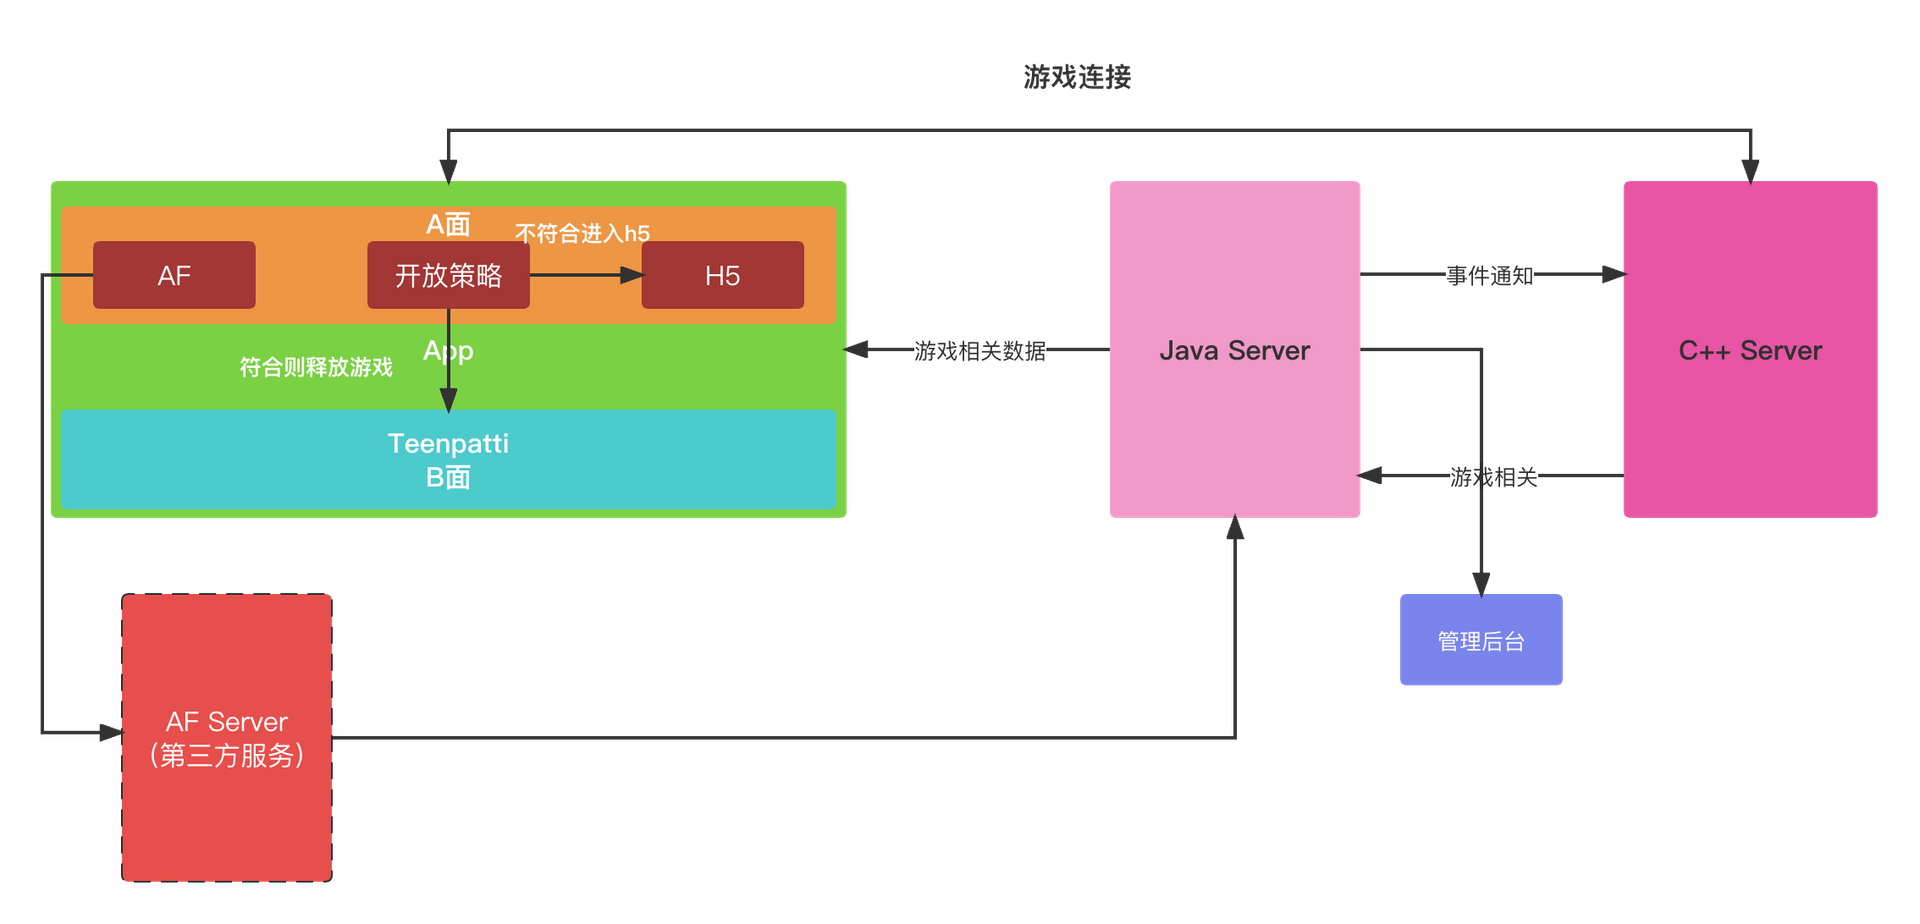 游戏连接
A面
不符合进入h5
AF
开放策略
H5
事件通知
App
符合则释放游戏
游戏相关数据
Java Server
C++ Server
Teenpatti
B面
游戏相关
管理后台
AF Server
(第三方服务)